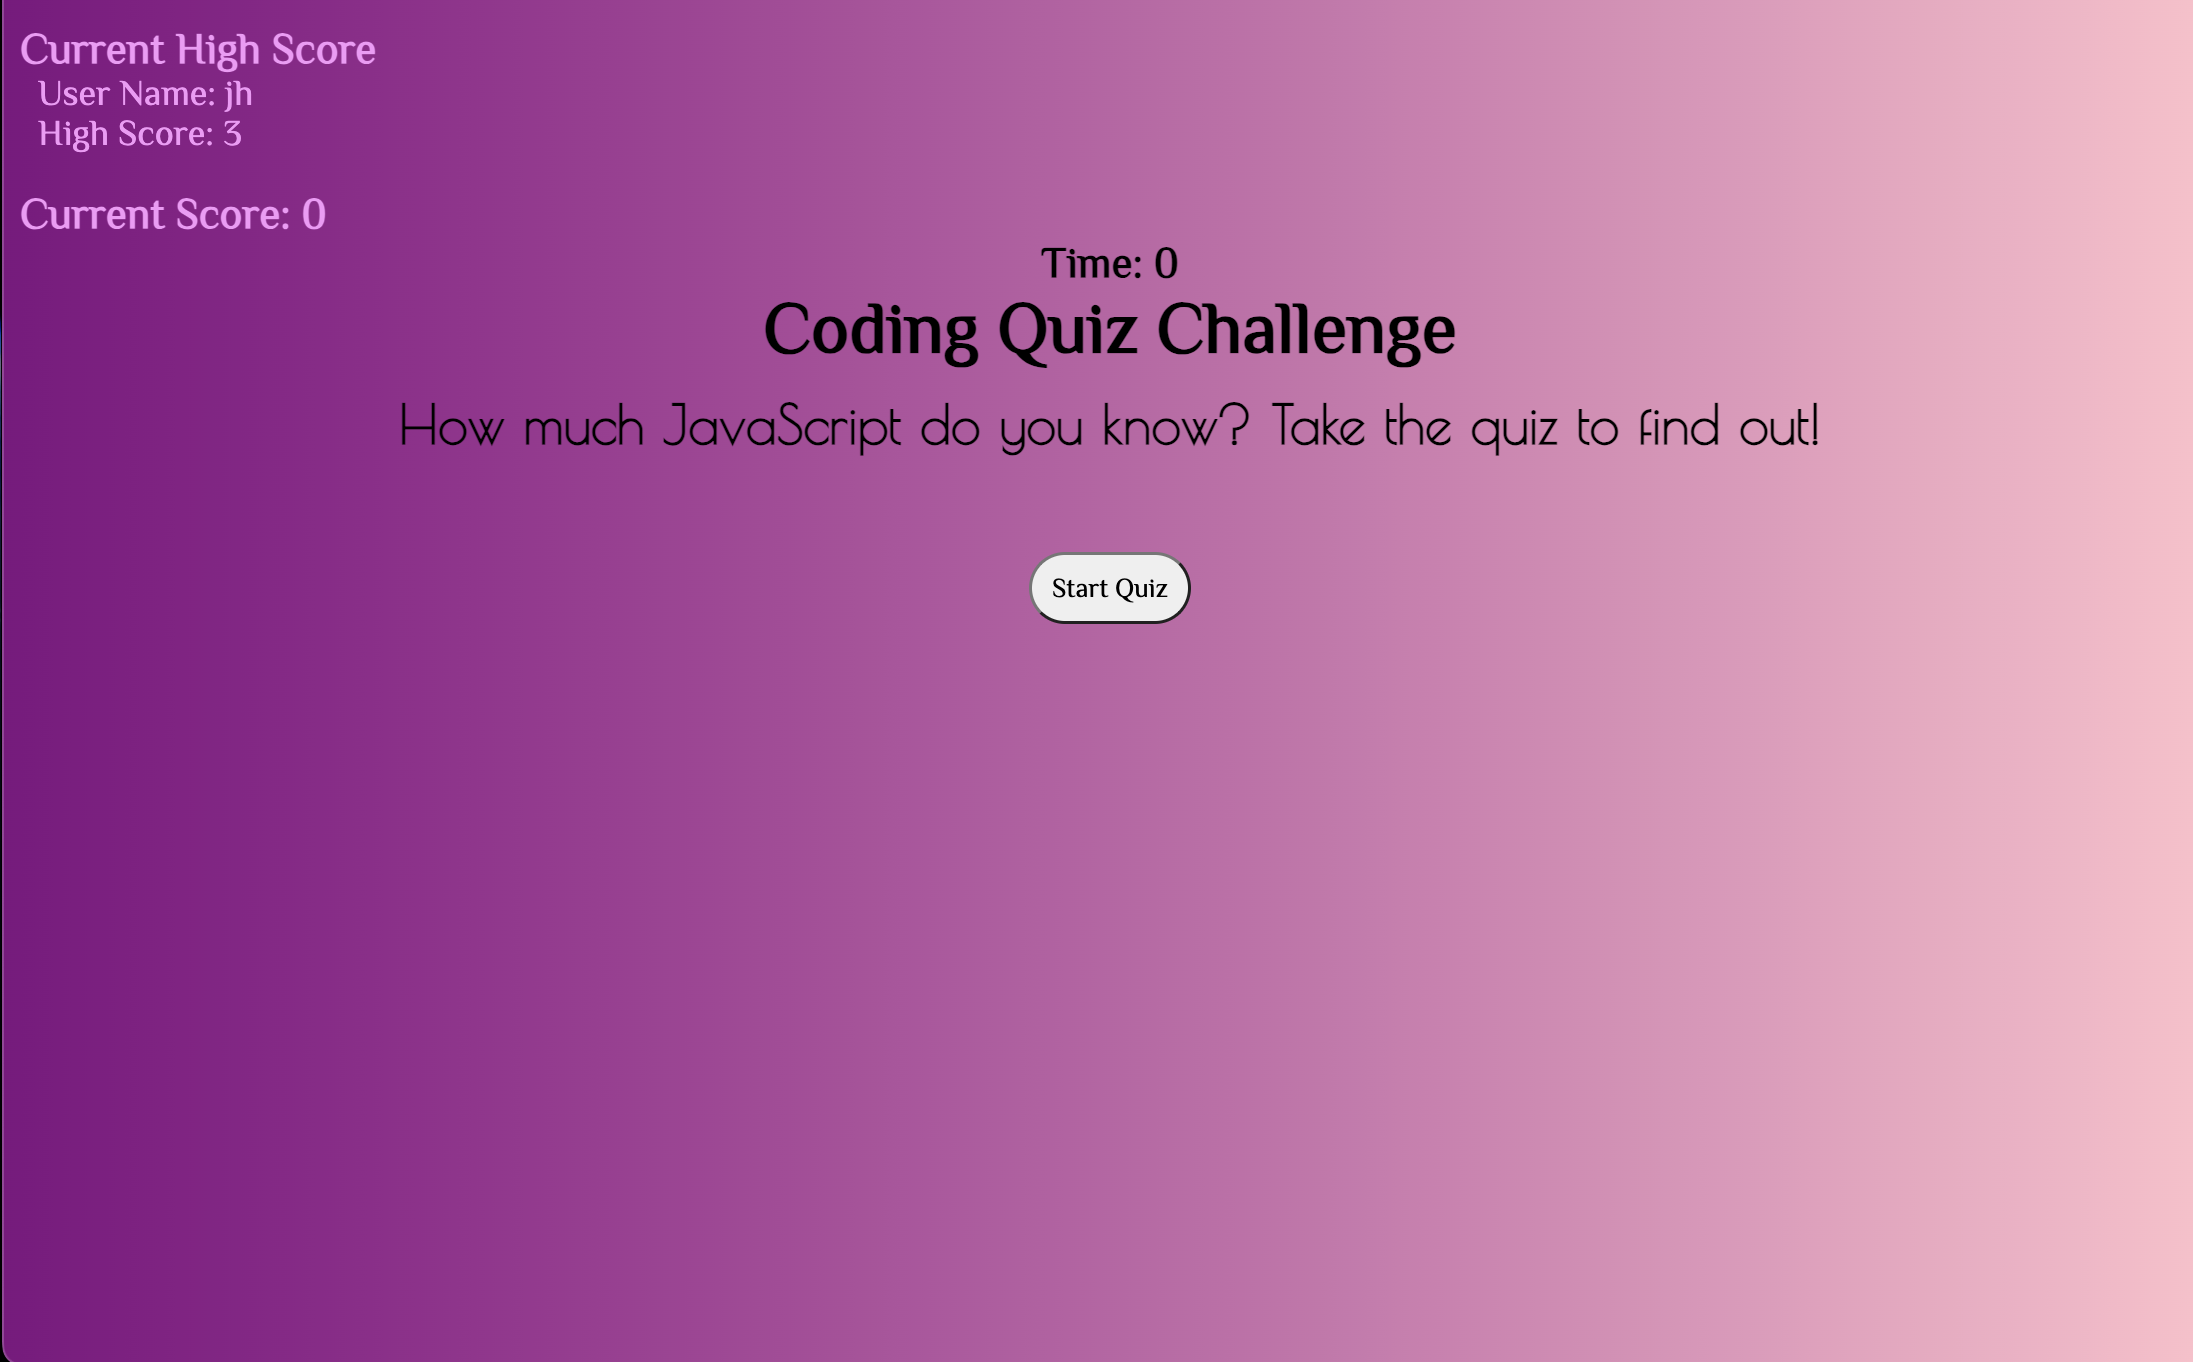 Current High Score
User Name: jh
High Score: 3
Current Score: 0
Time: 0
Coding Quiz Challenge
How much JavaScript do you know? Take the quiz to find out!
Start Quiz